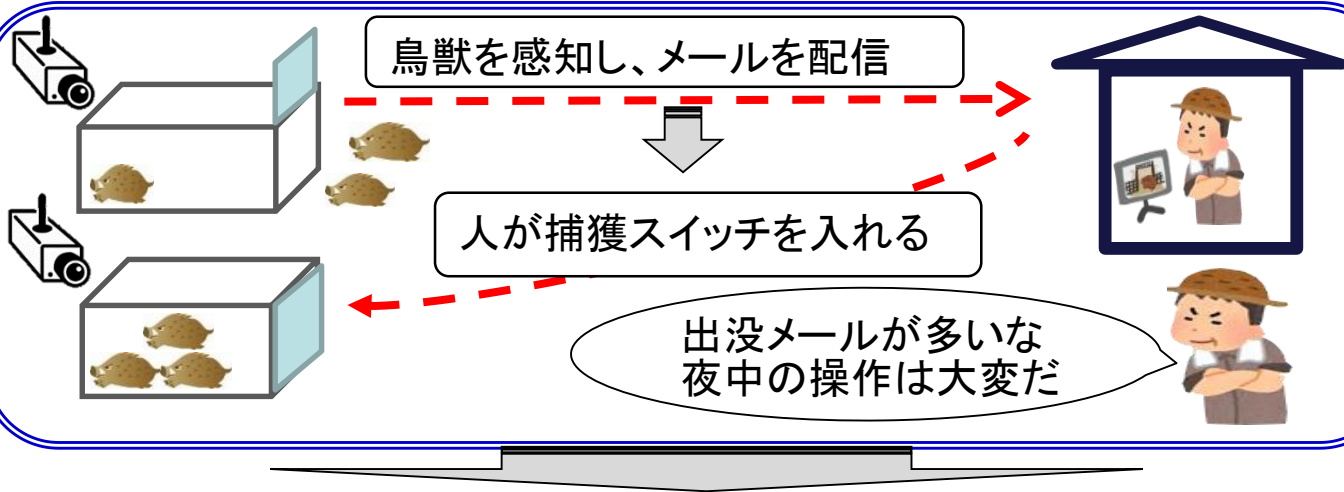 鳥獣を感知し、メールを配信
人が捕獲スイッチを入れる
出没メールが多いな
夜中の操作は大変だ